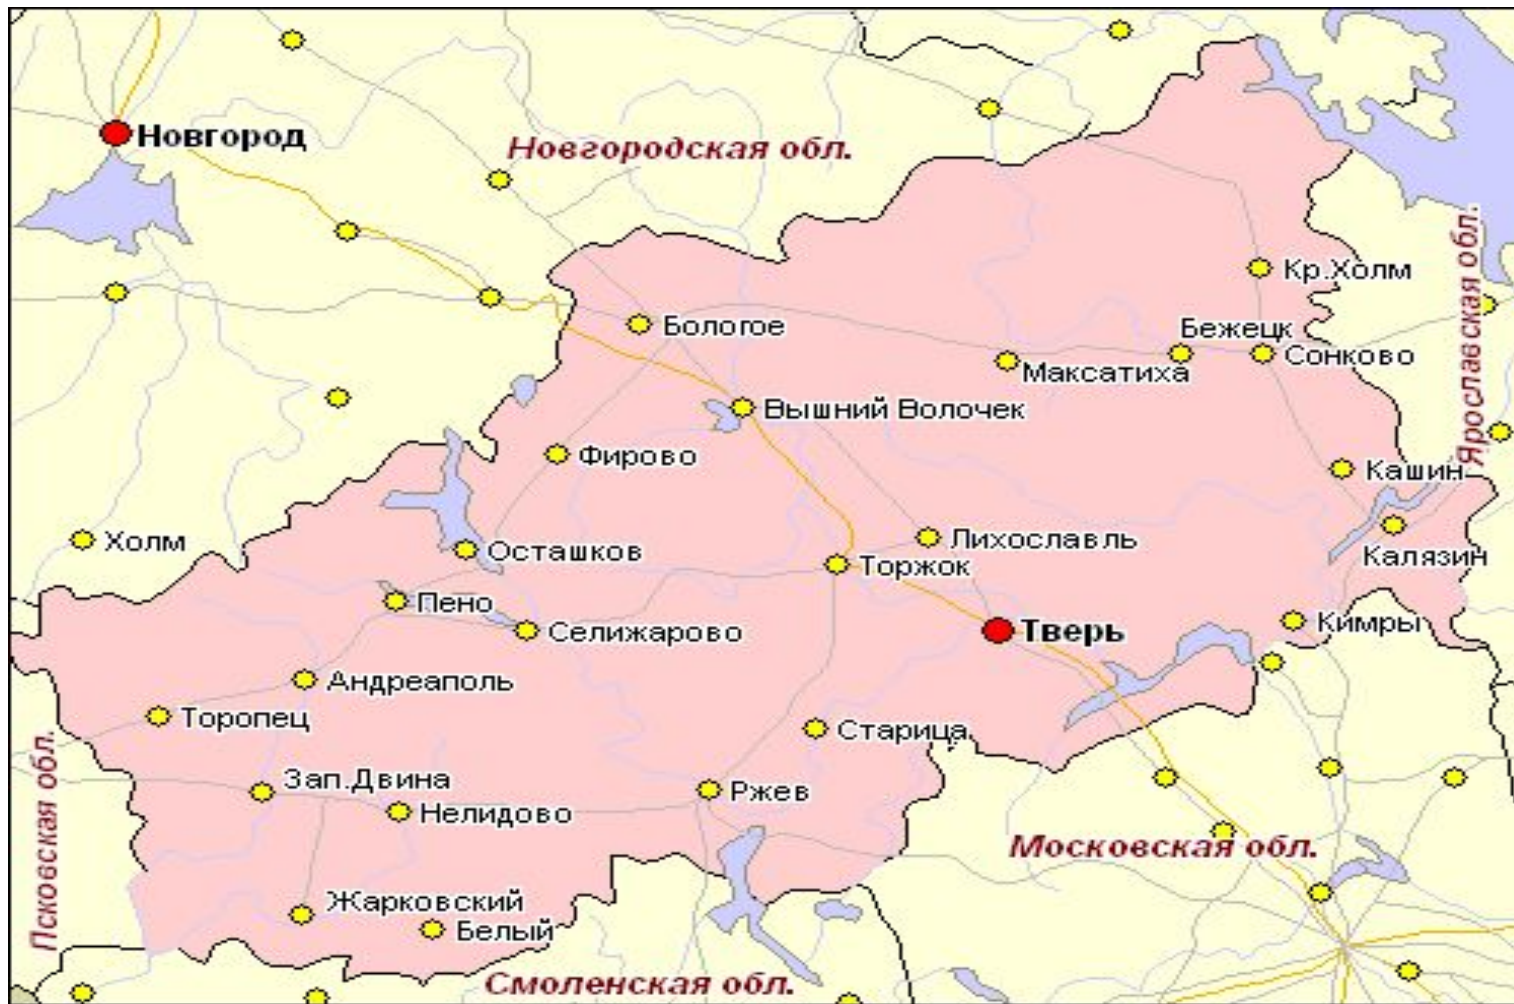 Новгород
Новгородская обл.
Ярославская обл.
Кр.Холм
Бологое
Бежецк
Сонково
Максатиха
Вышний Волочек
Фирово
Кашин
Холм
Осташков
Лихославль
Торжок
Калязин
Пено
Селижарово
Тверь
Кимры
Андреаполь
Торопец
Старица
Псковская обл.
Зап.Двина
Нелидово
Ржев
Московская обл.
Жарковский
Белый
Смоленская обл.